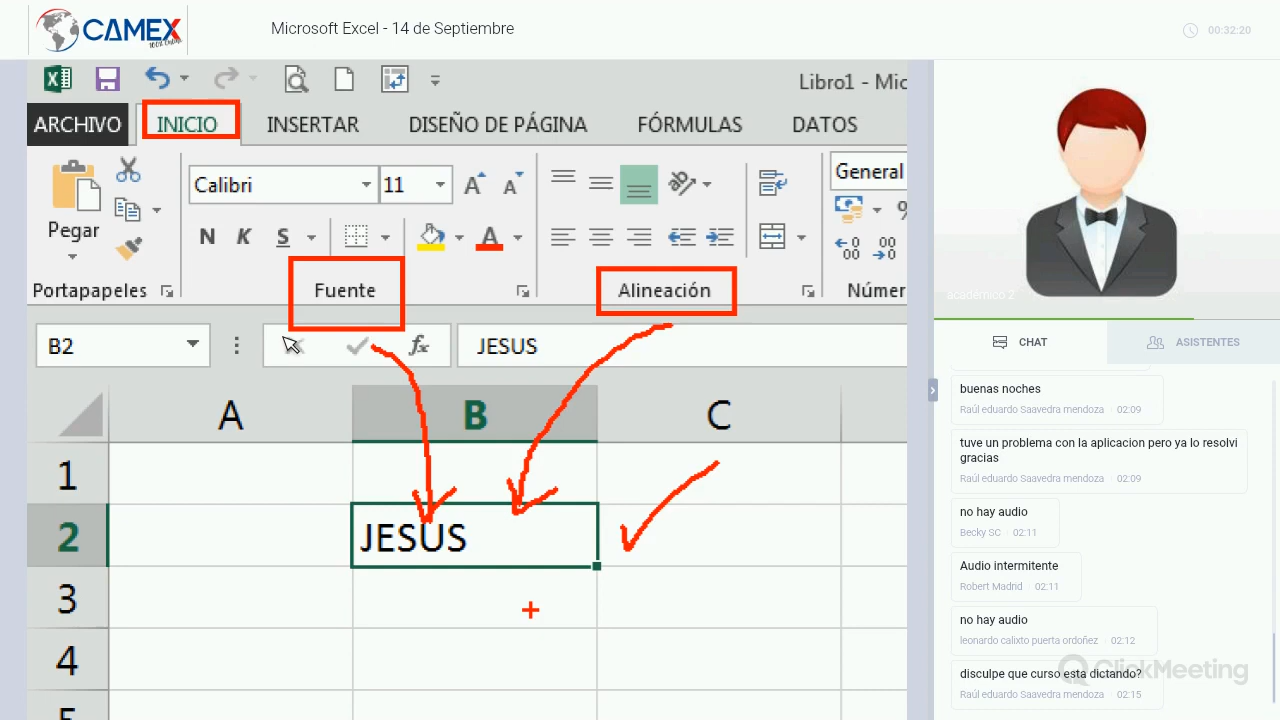 CAMEX
100% Online
Microsoft Excel - 14 de Septiembre
00:32:20
Libro1 - Mic
ARCHIVO INICIO INSERTAR DISEÑO DE PÁGINA FÓRMULAS DATOS
Calibri 11
General
Pegar
N K S A
%
Portapapeles Fuente Alineación Númer
B2 fx JESUS
A B C
1
2 JESUS
3
4
académico 2
CHAT ASISTENTES
buenas noches
Raúl eduardo Saavedra mendoza · 02:09
tuve un problema con la aplicacion pero ya lo resolvi
gracias
Raúl eduardo Saavedra mendoza · 02:09
no hay audio
Becky SC · 02:11
Audio intermitente
Robert Madrid · 02:11
no hay audio
leonardo calixto puerta ordoñez · 02:12
ClickMeeting
disculpe que curso esta dictando?
Raúl eduardo Saavedra mendoza · 02:15